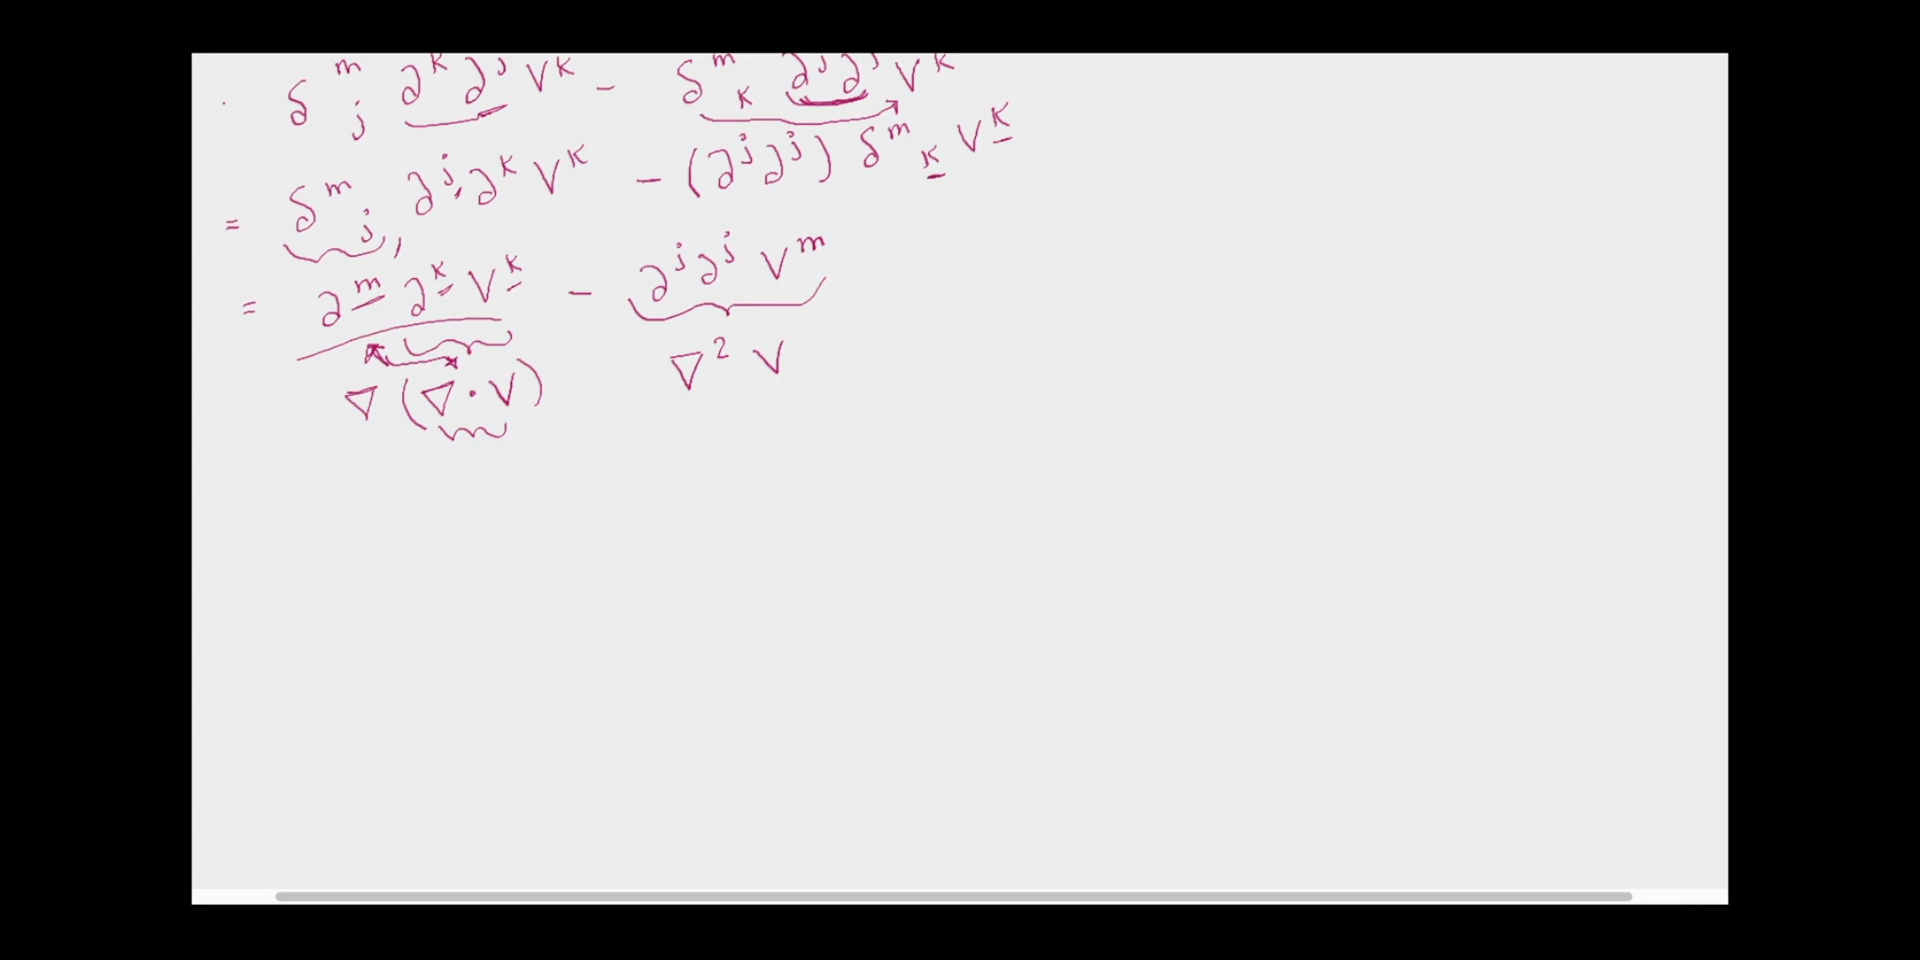 δ^m_j ∂^k ∂^j V^k − δ^m_k ∂^j ∂^j V^k
= δ^m_j, ∂^j ∂^k V^k − (∂^j ∂^j) δ^m_k V^k
= ∂^m ∂^k V^k − ∂^j ∂^j V^m
∇(∇·V) ∇² V